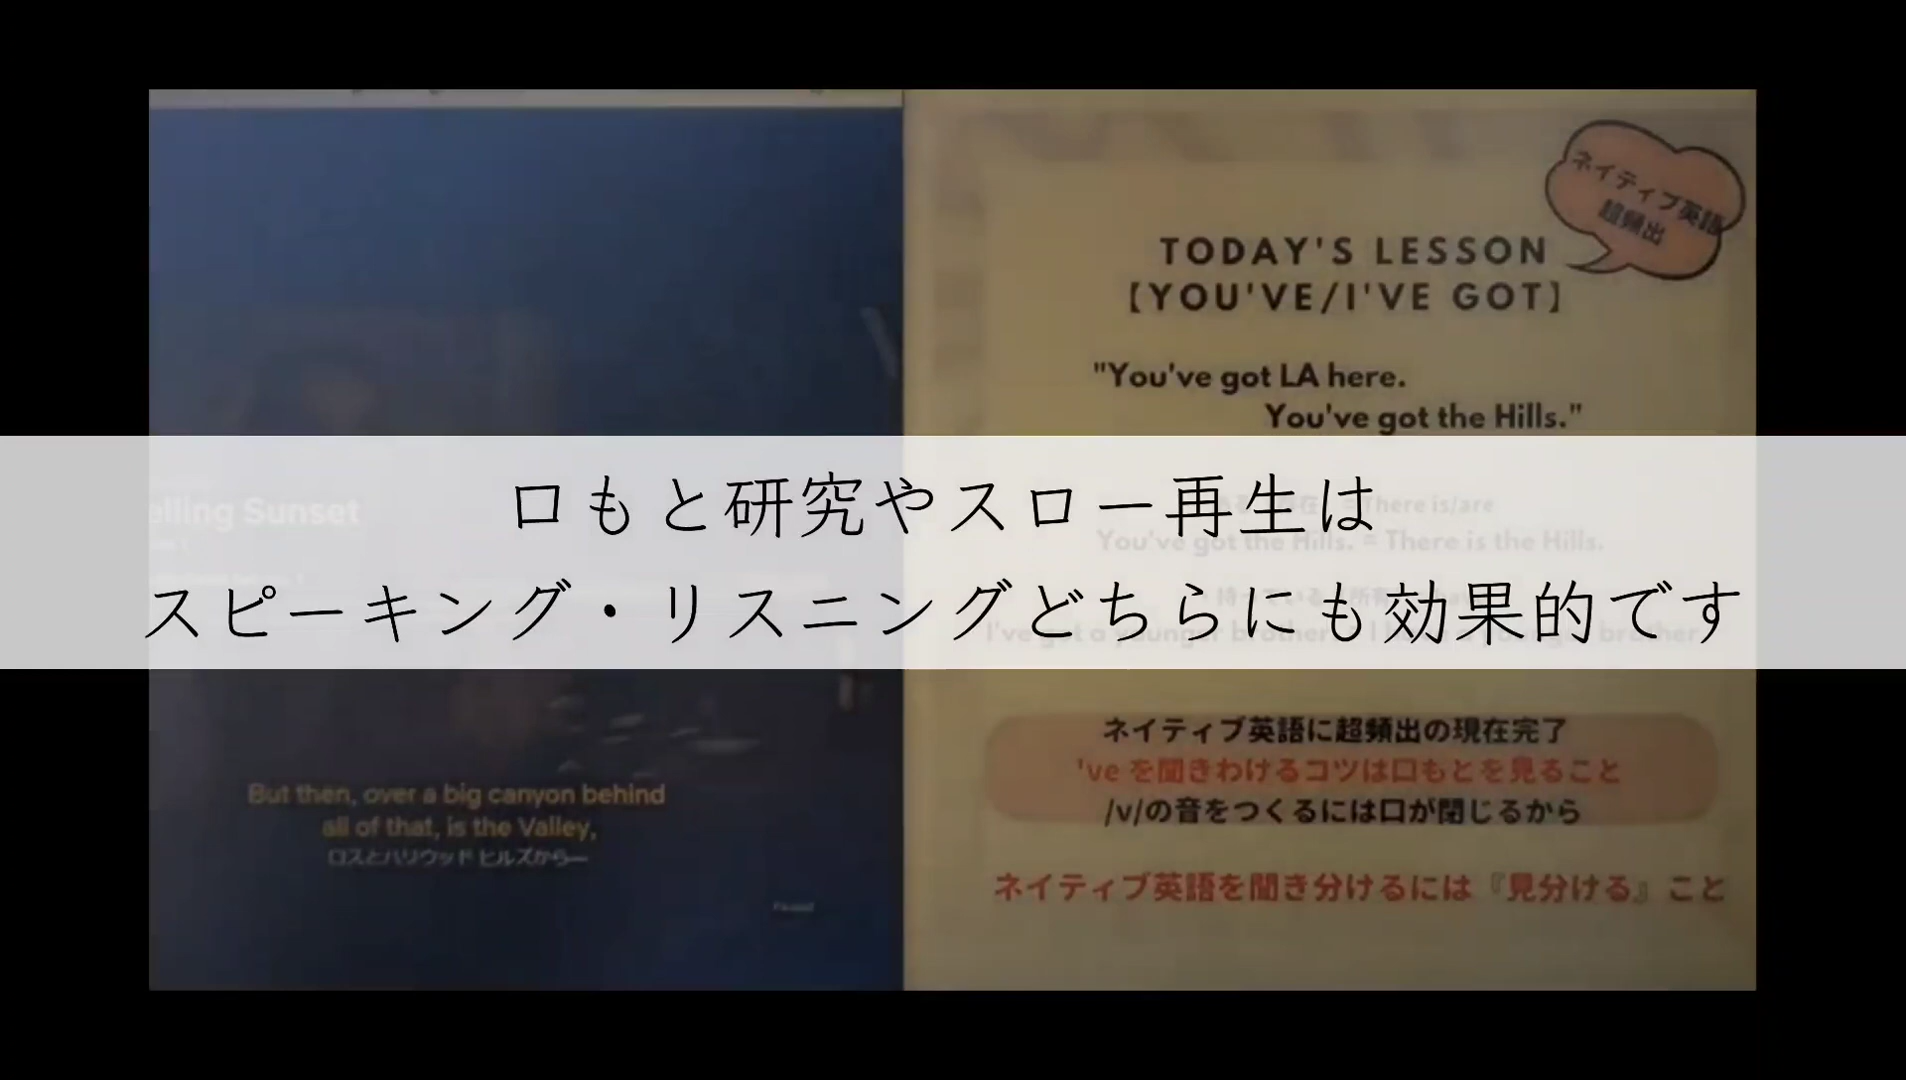 ネイティブ英語
超頻出
TODAY'S LESSON
【YOU'VE/I'VE GOT】
"You've got LA here.
You've got the Hills."
口もと研究やスロー再生は
スピーキング・リスニングどちらにも効果的です
elling Sunset
There is/are
You've got the Hills. = There is the Hills.
I've got a younger brother.
ネイティブ英語に超頻出の現在完了
've を聞きわけるコツは口もとを見ること
/v/の音をつくるには口が閉じるから
ネイティブ英語を聞き分けるには『見分ける』こと
But then, over a big canyon behind
all of that, is the Valley,
ロスとハリウッド ヒルズから—